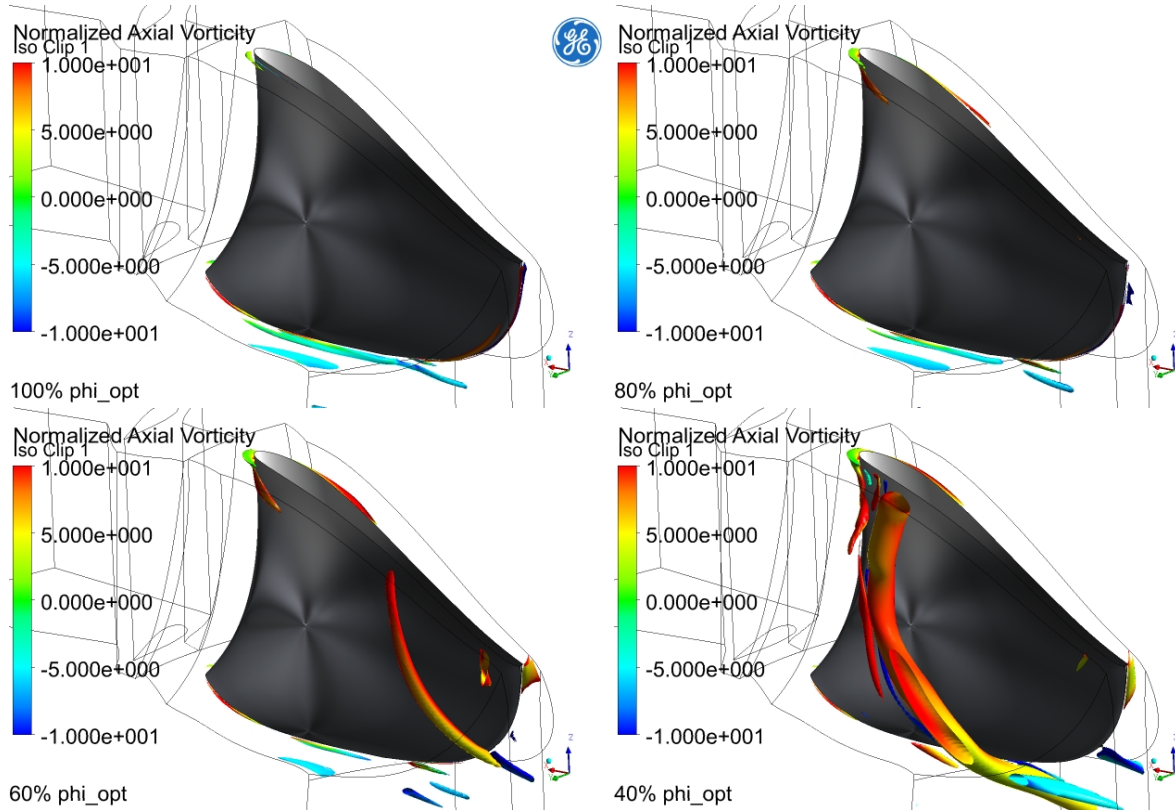 Normalized Axial Vorticity
Iso Clip 1
1.000e+001
5.000e+000
0.000e+000
-5.000e+000
-1.000e+001
100% phi_opt
Z
GE
Normalized Axial Vorticity
Iso Clip 1
1.000e+001
5.000e+000
0.000e+000
-5.000e+000
-1.000e+001
80% phi_opt
Z
Normalized Axial Vorticity
Iso Clip 1
1.000e+001
5.000e+000
0.000e+000
-5.000e+000
-1.000e+001
60% phi_opt
Z
Normalized Axial Vorticity
Iso Clip 1
1.000e+001
5.000e+000
0.000e+000
-5.000e+000
-1.000e+001
40% phi_opt
Z